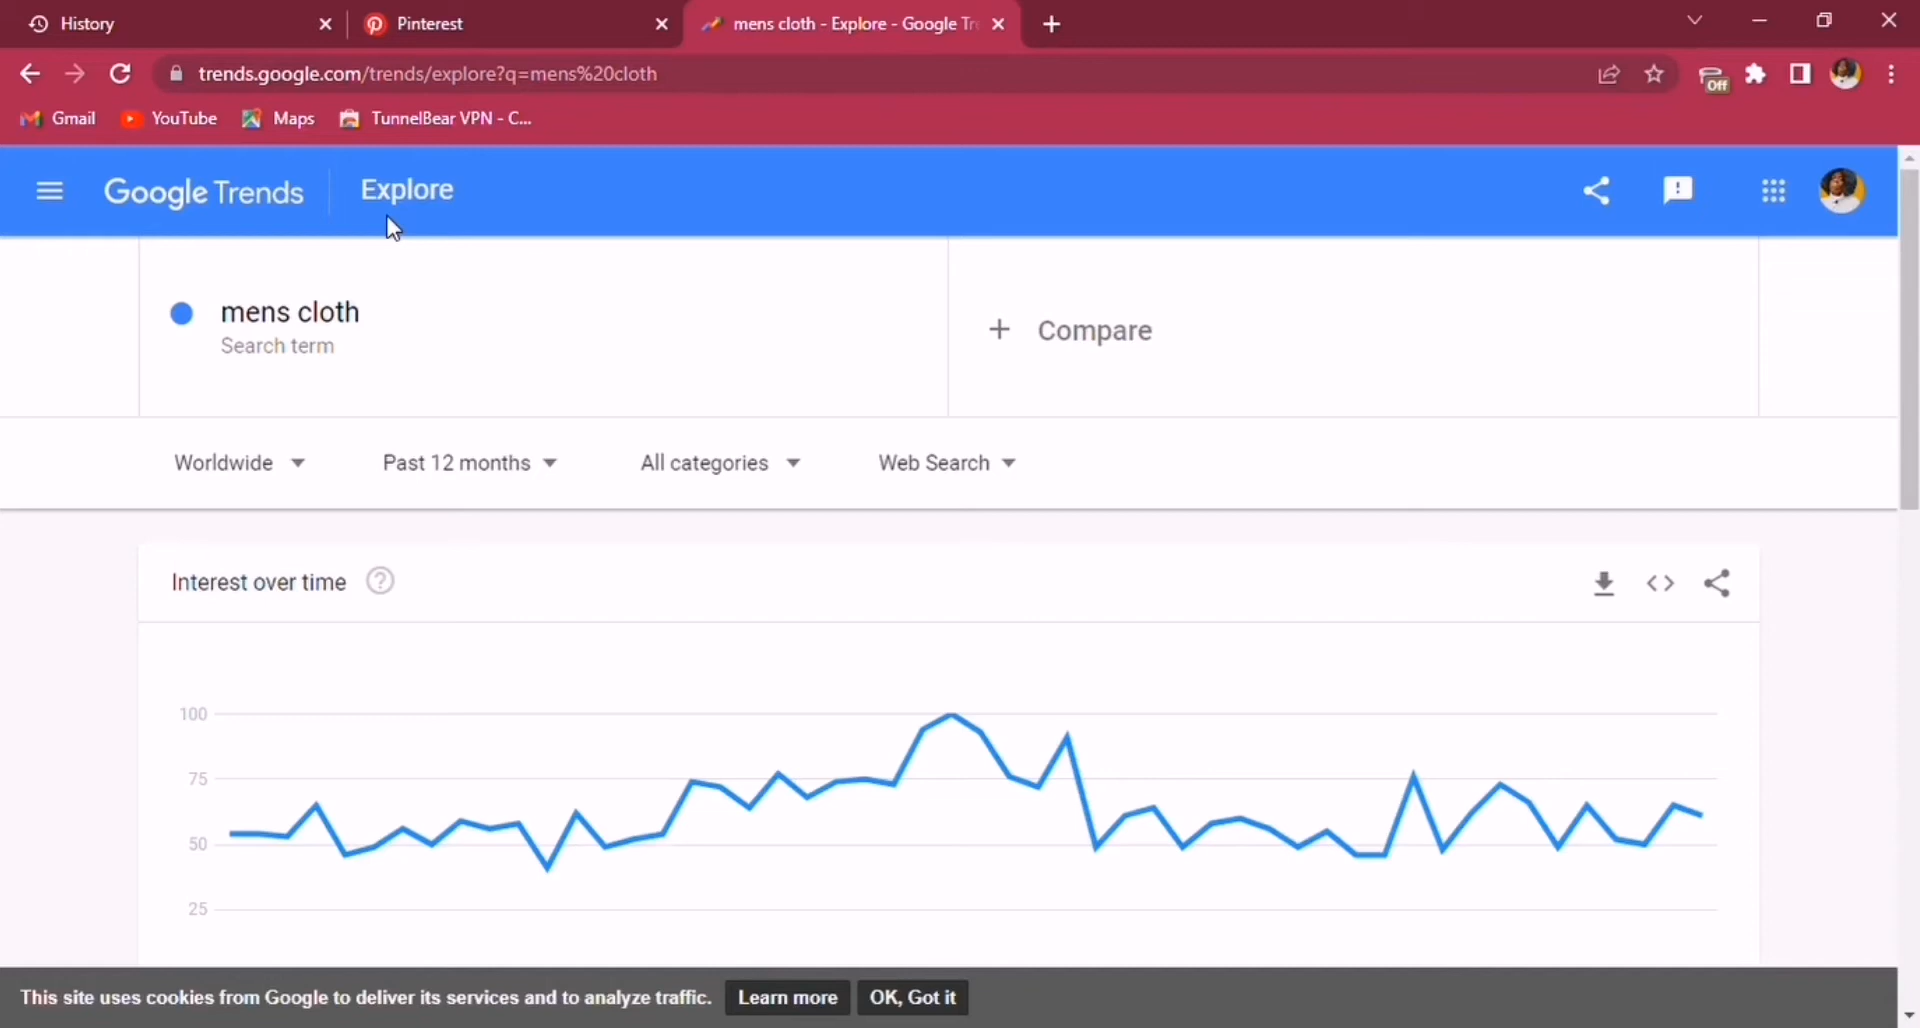 History
Pinterest
mens cloth - Explore - Google Tr
trends.google.com/trends/explore?q=mens%20cloth
Off
Gmail
YouTube
Maps
TunnelBear VPN - C...
Google Trends
Explore
mens cloth
Search term
+ Compare
Worldwide
Past 12 months
All categories
Web Search
Interest over time
?
100
75
50
25
This site uses cookies from Google to deliver its services and to analyze traffic.
Learn more
OK, Got it